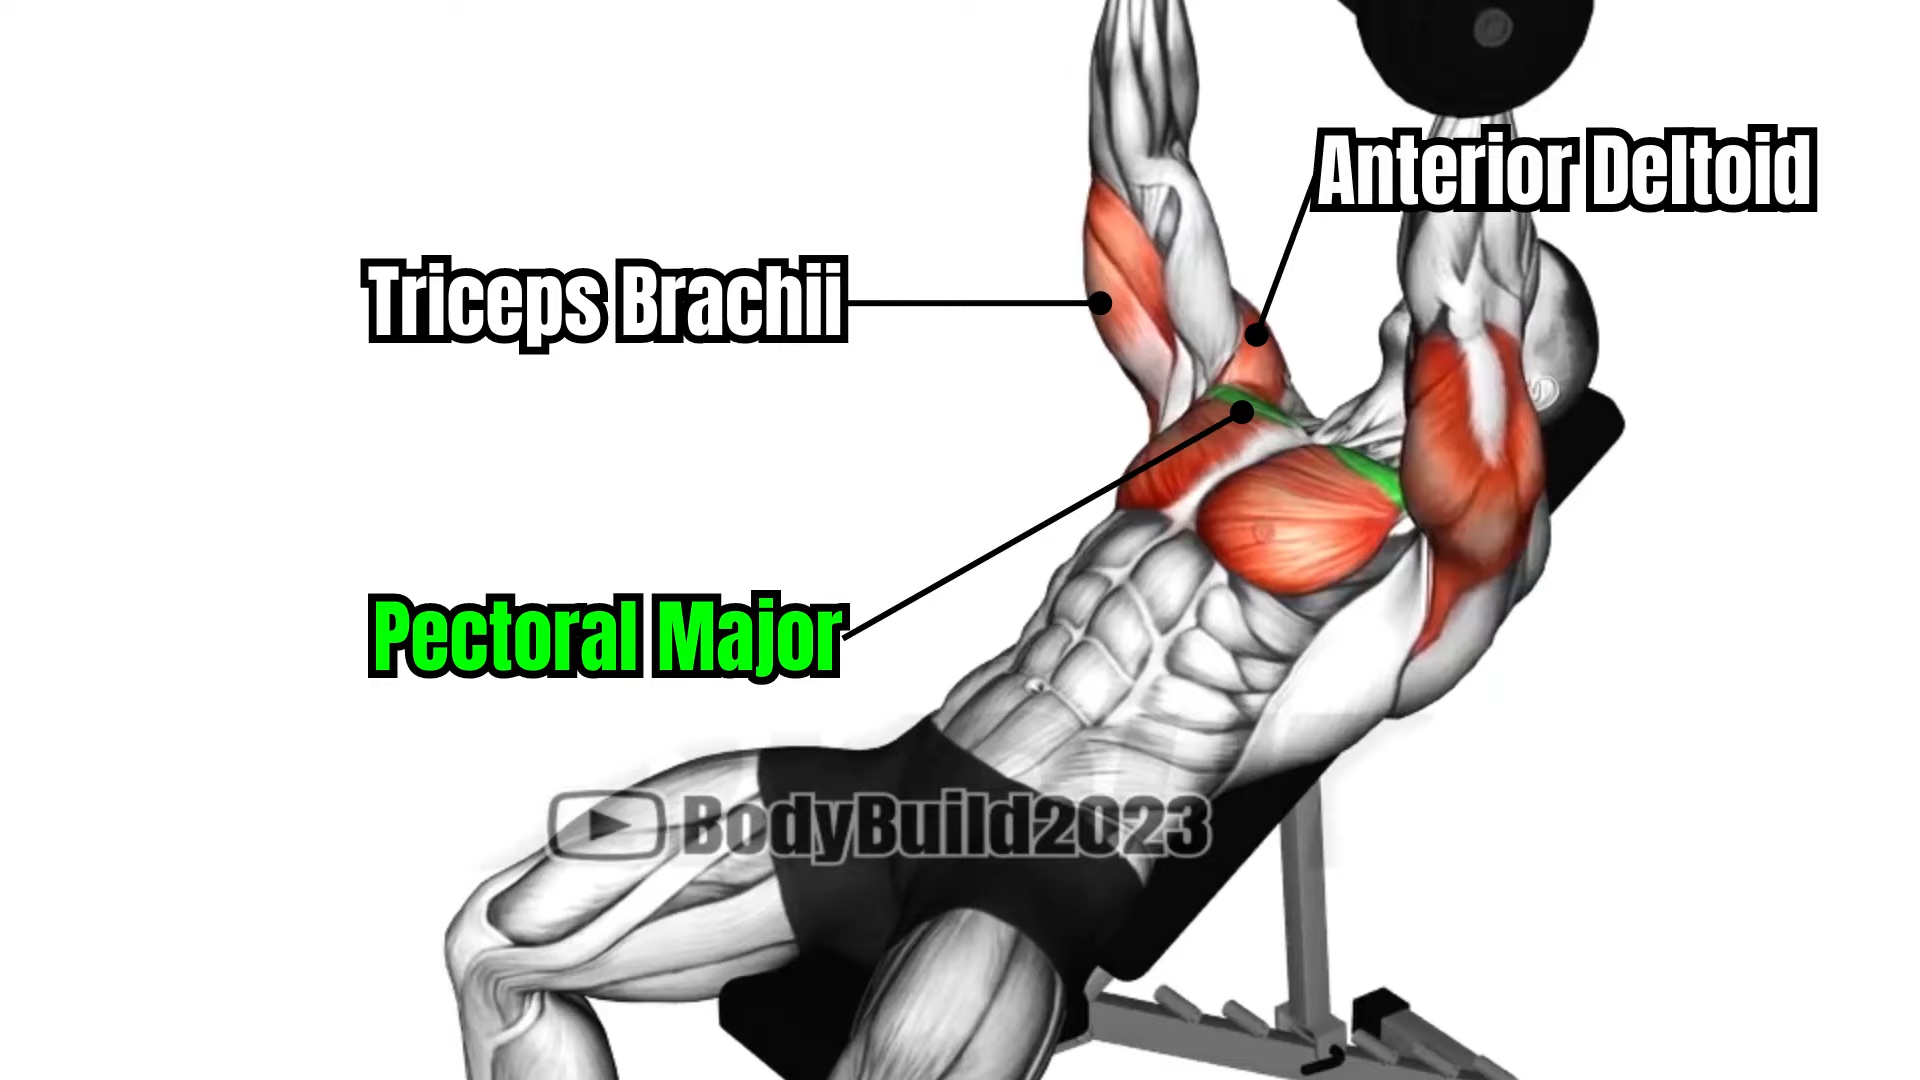 Anterior Deltoid
Triceps Brachii
Pectoral Major
BodyBuild2023